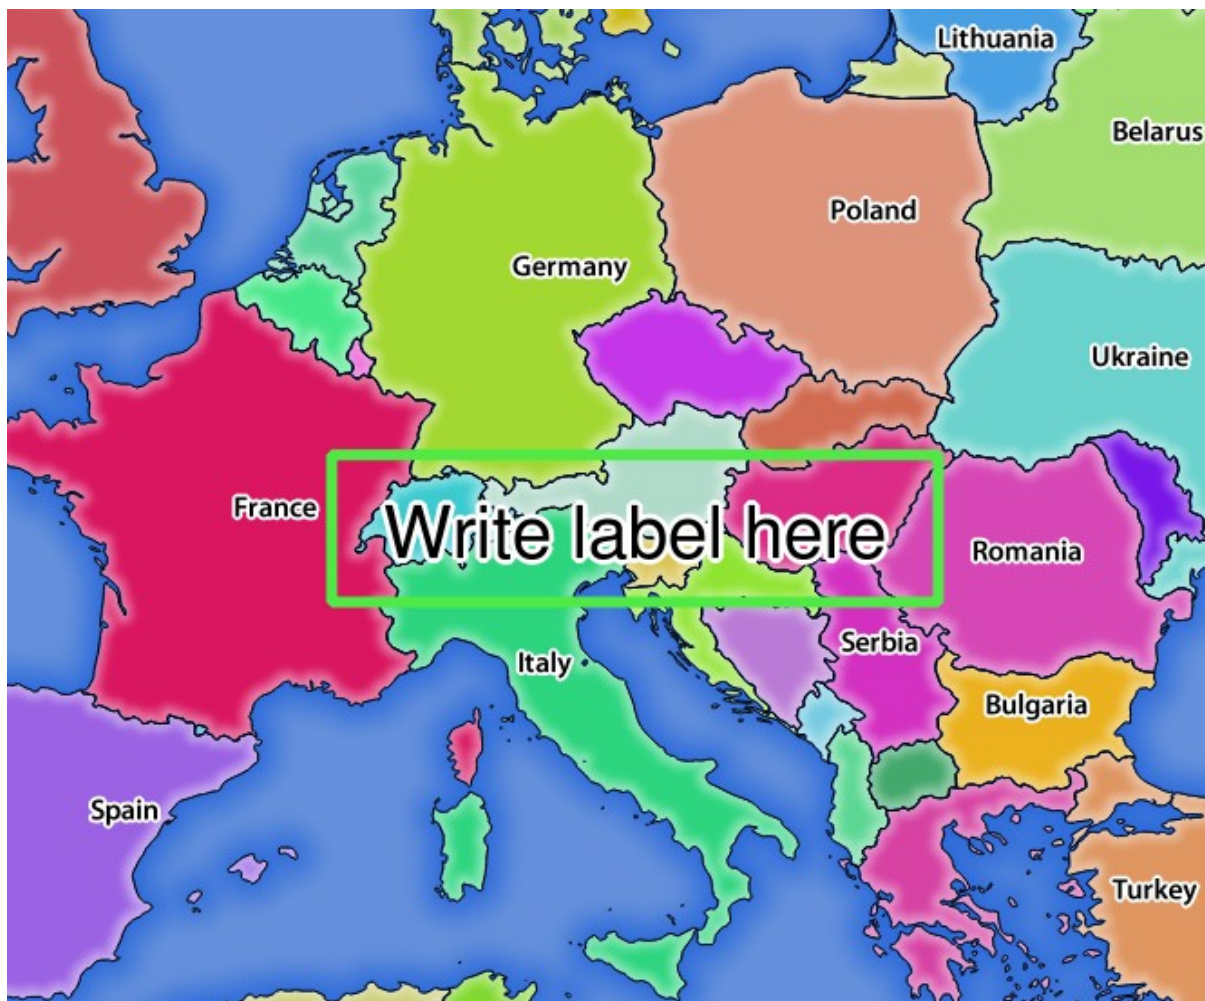 Lithuania
Belarus
Poland
Germany
Ukraine
France
Write label here
Romania
Serbia
Italy
Bulgaria
Spain
Turkey